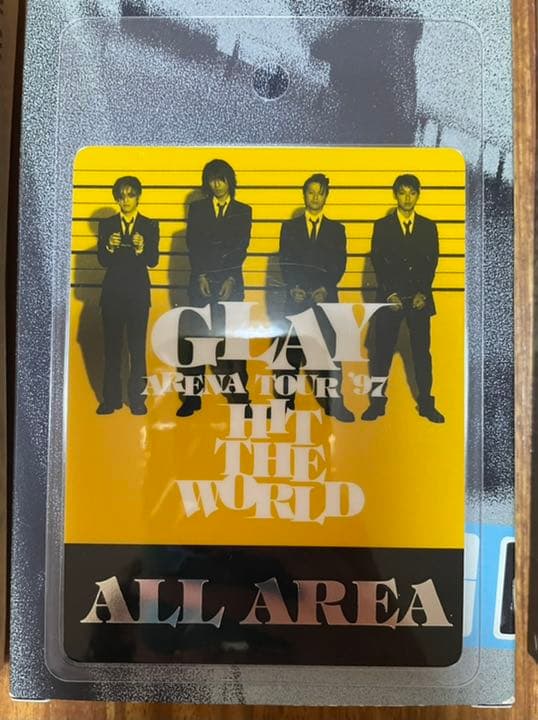 GLAY
ARENA TOUR '97
HIT
THE
WORLD
ALL AREA